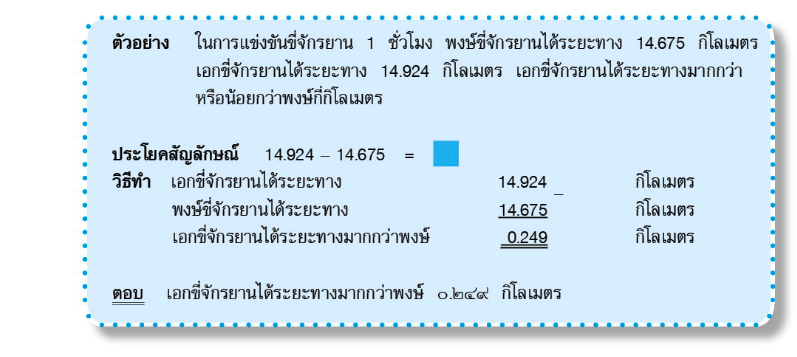 ตัวอย่าง ในการแข่งขันขี่จักรยาน 1 ชั่วโมง พงษ์ขี่จักรยานได้ระยะทาง 14.675 กิโลเมตร
เอกขี่จักรยานได้ระยะทาง 14.924 กิโลเมตร เอกขี่จักรยานได้ระยะทางมากกว่า
หรือน้อยกว่าพงษ์กี่กิโลเมตร
ประโยคสัญลักษณ์ 14.924 – 14.675 =
วิธีทำ เอกขี่จักรยานได้ระยะทาง 14.924 – กิโลเมตร
พงษ์ขี่จักรยานได้ระยะทาง 14.675 กิโลเมตร
เอกขี่จักรยานได้ระยะทางมากกว่าพงษ์ 0.249 กิโลเมตร
ตอบ เอกขี่จักรยานได้ระยะทางมากกว่าพงษ์ ๐.๒๔๙ กิโลเมตร